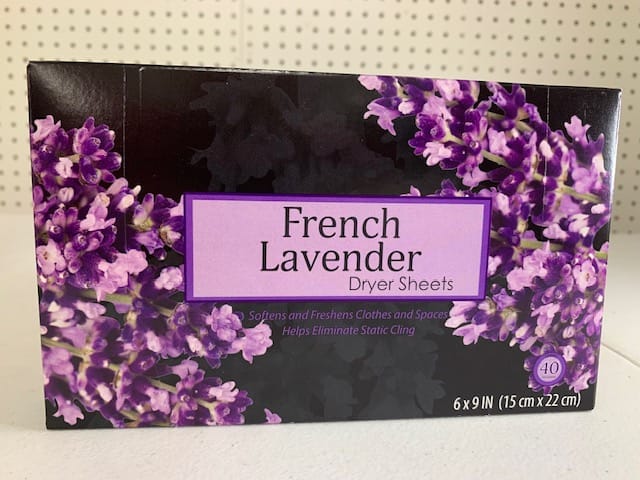 French
Lavender
Dryer Sheets
Softens and Freshens Clothes and Spaces
Helps Eliminate Static Cling
40
6 x 9 IN (15 cm x 22 cm)